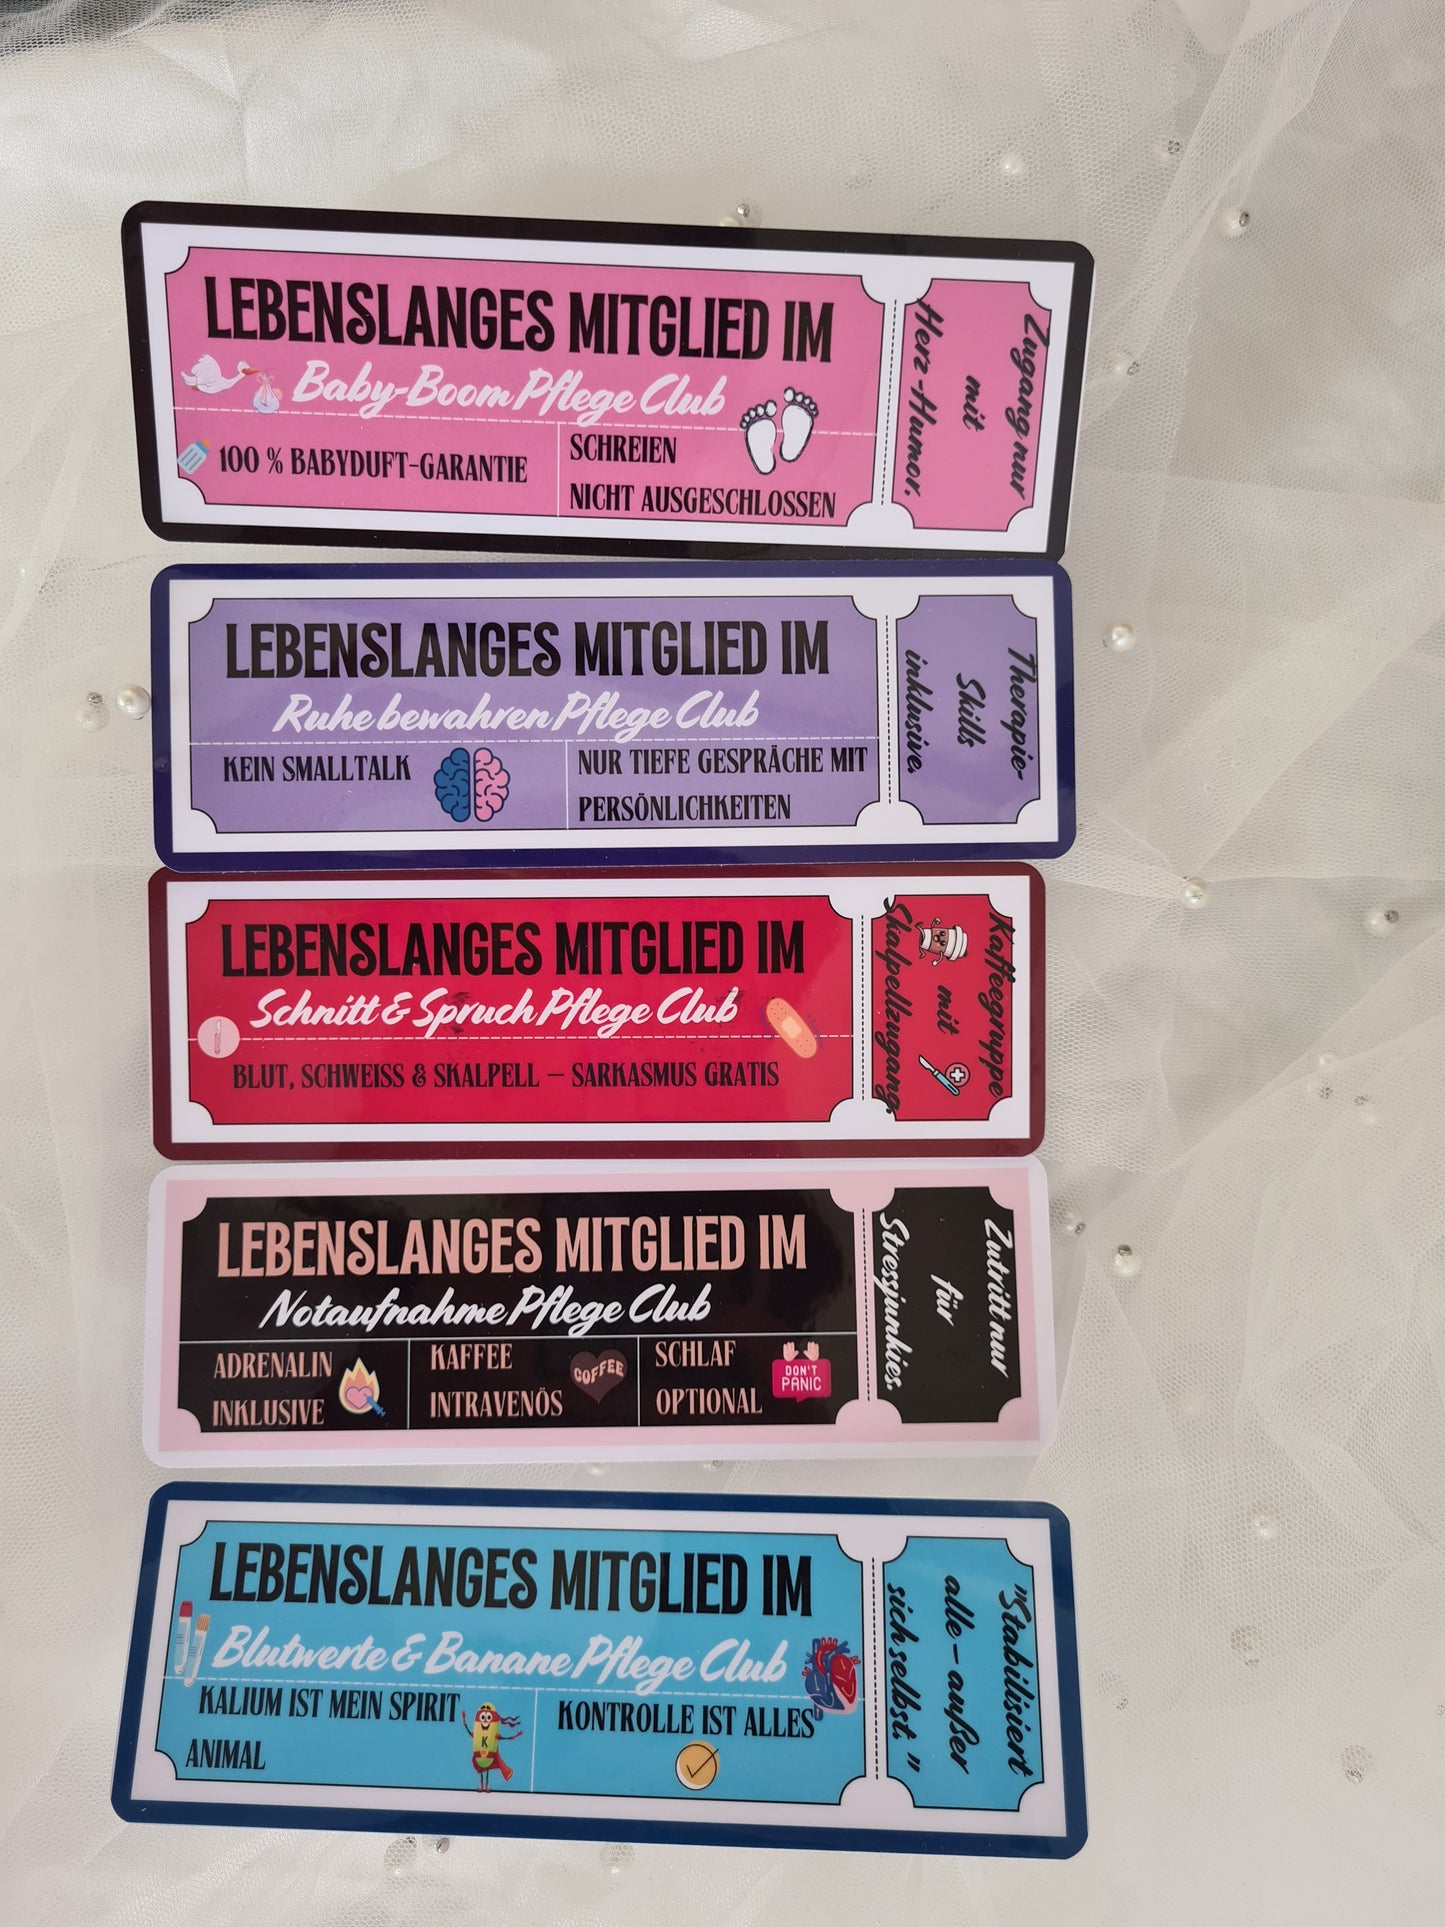 LEBENSLANGES MITGLIED IM
Baby-Boom Pflege Club
100 % BABYDUFT-GARANTIE
SCHREIEN
NICHT AUSGESCHLOSSEN
Zugang nur
mit
Herz-Humor.
LEBENSLANGES MITGLIED IM
Ruhe bewahren Pflege Club
KEIN SMALLTALK
NUR TIEFE GESPRÄCHE MIT
PERSÖNLICHKEITEN
Therapie-
Skills
inklusive.
LEBENSLANGES MITGLIED IM
Schnitt & Spruch Pflege Club
BLUT, SCHWEISS & SKALPELL – SARKASMUS GRATIS
Kaffeegruppe
mit
Skalpellzugang.
LEBENSLANGES MITGLIED IM
Notaufnahme Pflege Club
ADRENALIN
INKLUSIVE
KAFFEE
INTRAVENÖS
COFFEE
SCHLAF
OPTIONAL
DON'T
PANIC
Zutritt nur
für
Stressjunkies.
LEBENSLANGES MITGLIED IM
Blutwerte & Banane Pflege Club
KALIUM IST MEIN SPIRIT
ANIMAL
K
KONTROLLE IST ALLES
"Stabilisiert
alle – außer
sich selbst."